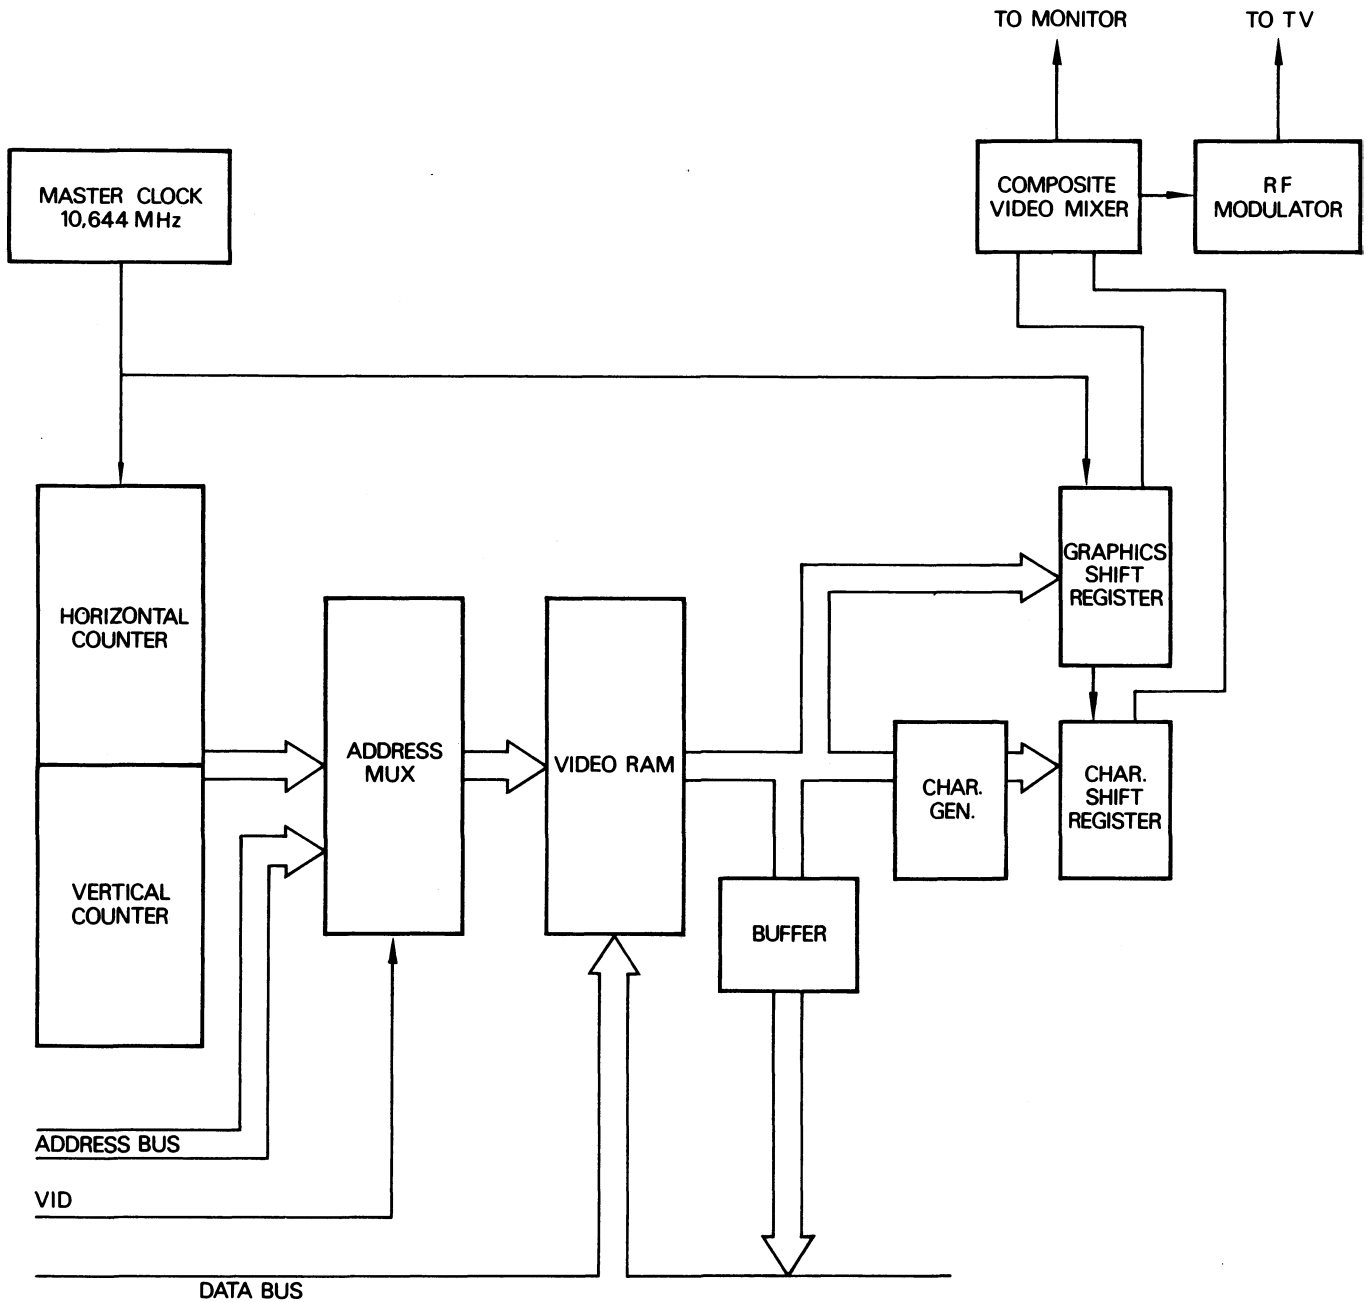 TO MONITOR
TO TV
MASTER CLOCK
10,644 MHz
COMPOSITE
VIDEO MIXER
RF
MODULATOR
HORIZONTAL
COUNTER
VERTICAL
COUNTER
ADDRESS
MUX
VIDEO RAM
GRAPHICS
SHIFT
REGISTER
CHAR.
GEN.
CHAR.
SHIFT
REGISTER
BUFFER
ADDRESS BUS
VID
DATA BUS